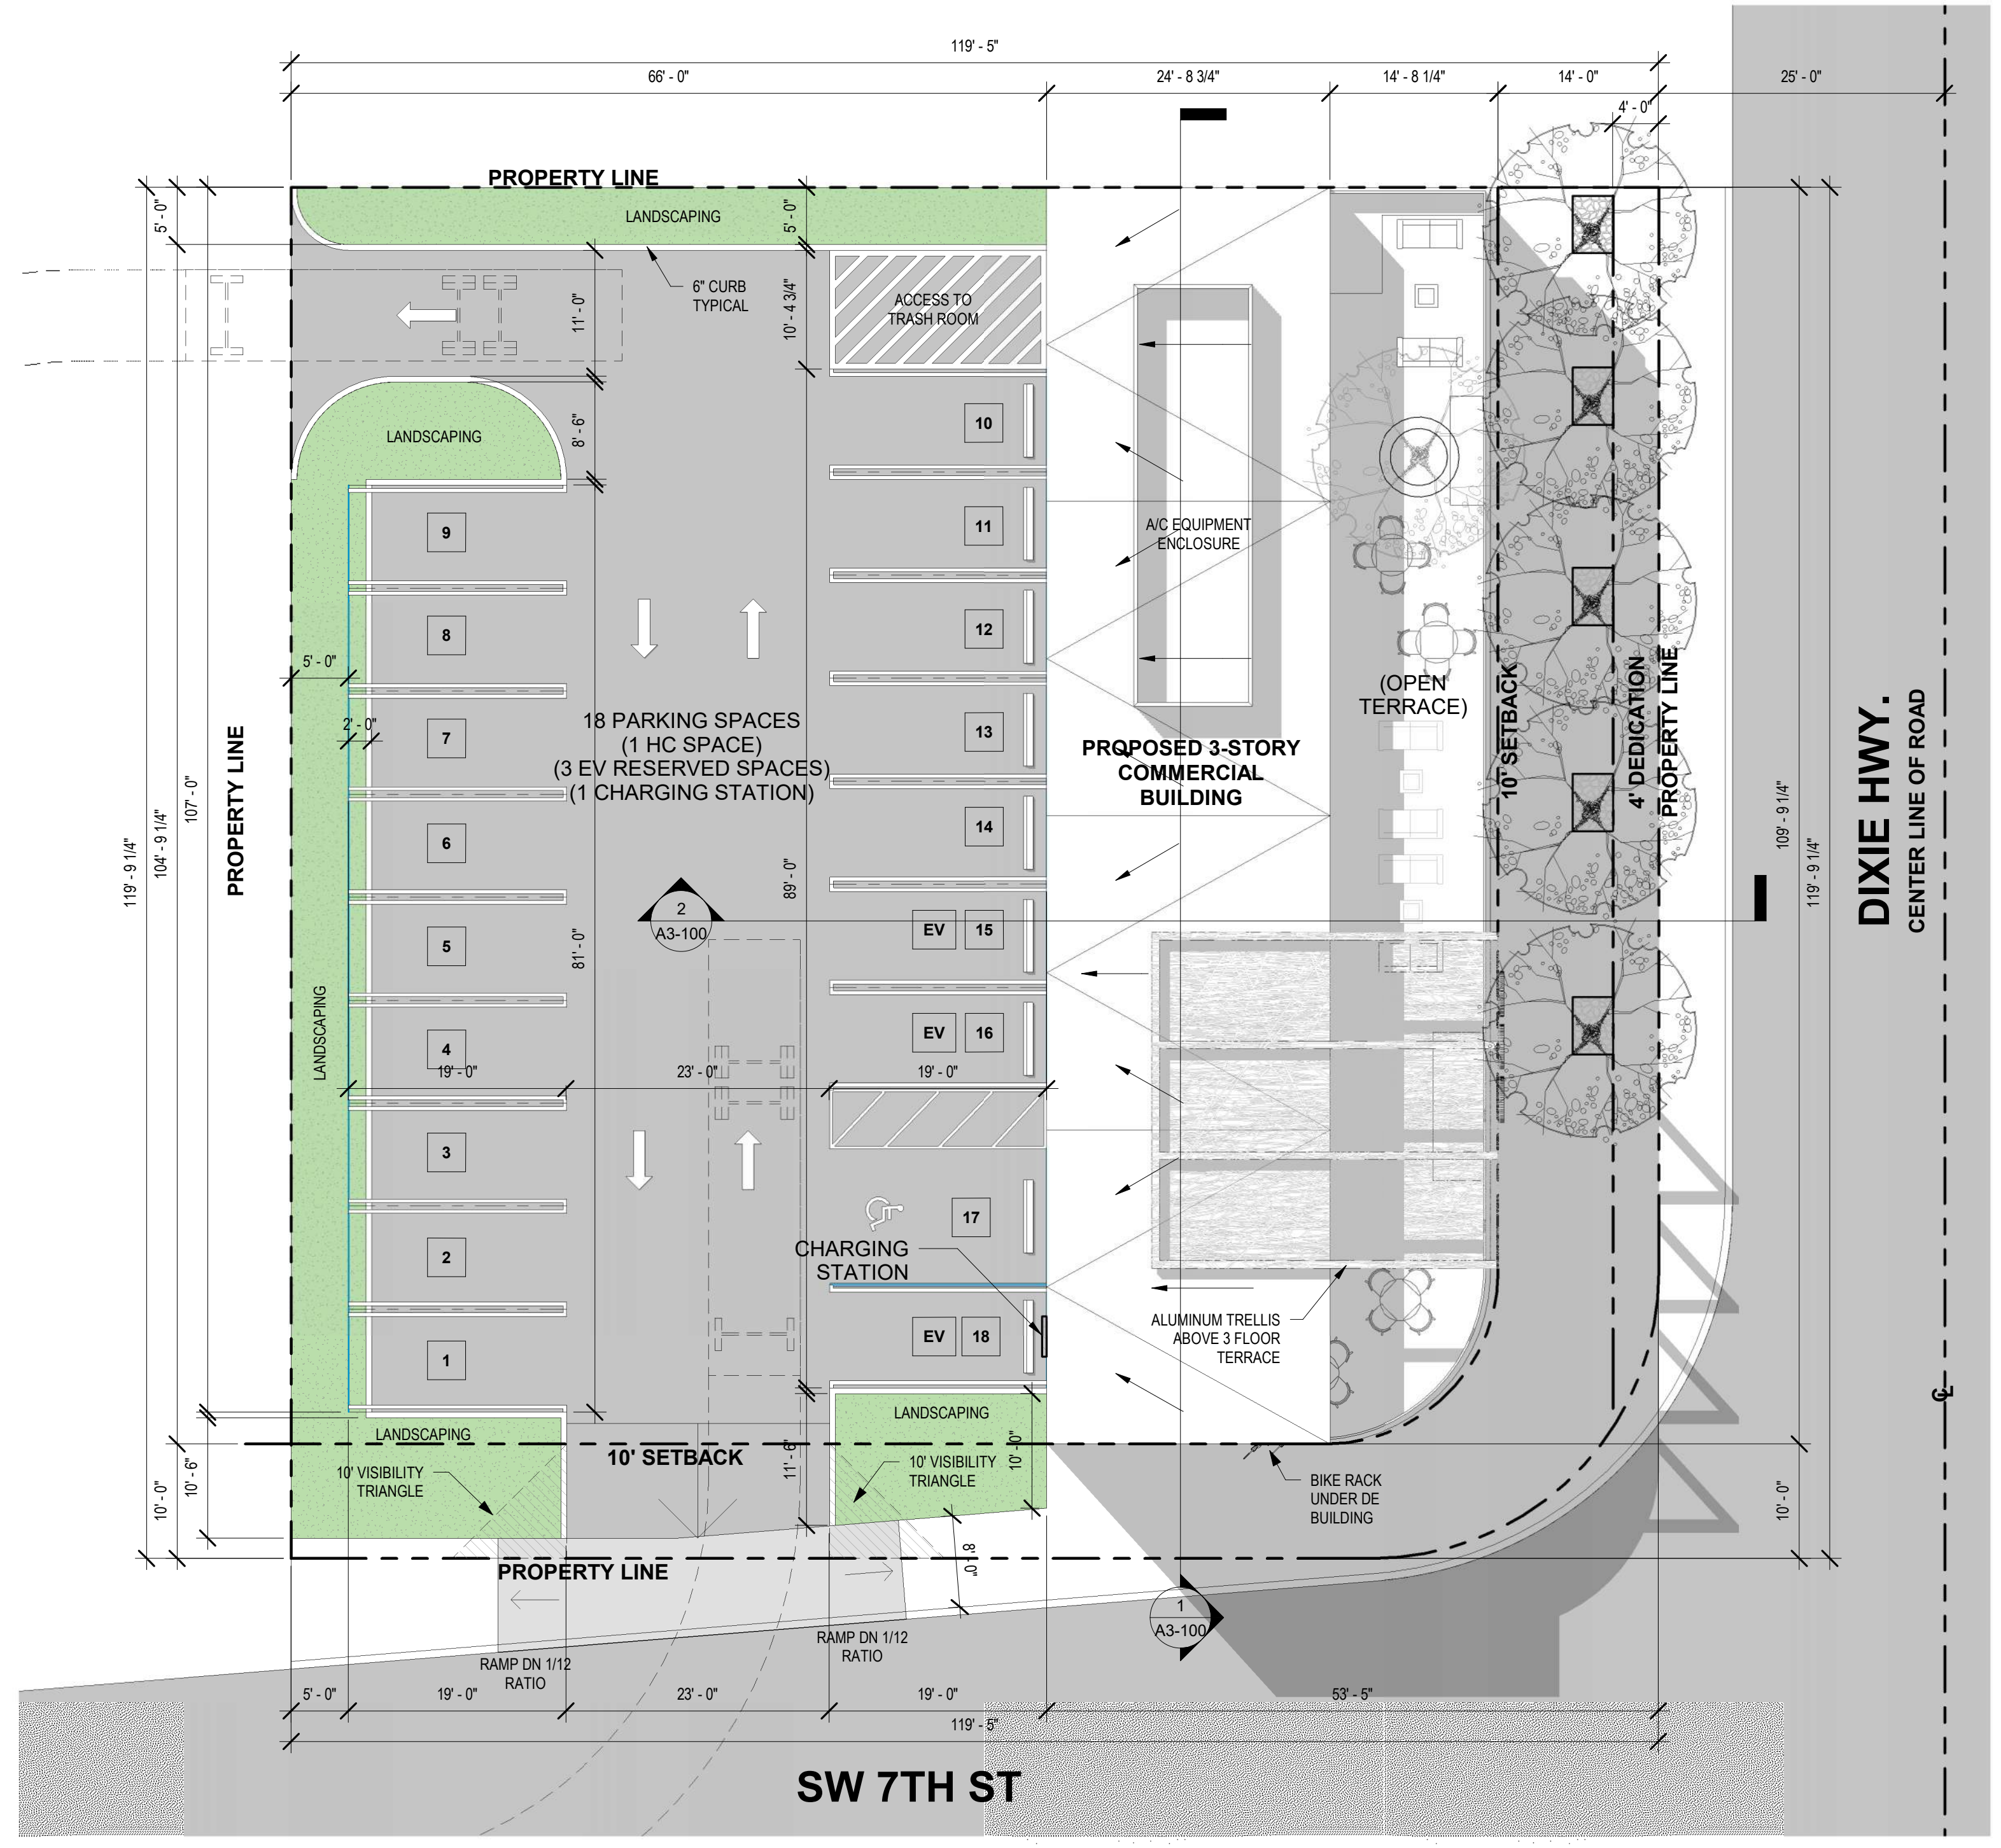 119' - 5"
66' - 0"
24' - 8 3/4"
14' - 8 1/4"
14' - 0"
25' - 0"
4' - 0"
PROPERTY LINE
5' - 0"
LANDSCAPING
5' - 0"
6" CURB
TYPICAL
11' - 0"
10' - 4 3/4"
ACCESS TO
TRASH ROOM
LANDSCAPING
8' - 6"
10
9
11
A/C EQUIPMENT
ENCLOSURE
8
12
5' - 0"
2' - 0"
7
13
18 PARKING SPACES
(1 HC SPACE)
(3 EV RESERVED SPACES)
(1 CHARGING STATION)
(OPEN
TERRACE)
PROPOSED 3-STORY
COMMERCIAL
BUILDING
10' SETBACK
4' DEDICATION
PROPERTY LINE
DIXIE HWY.
CENTER LINE OF ROAD
PROPERTY LINE
119' - 9 1/4"
104' - 9 1/4"
107' - 0"
109' - 9 1/4"
119' - 9 1/4"
6
14
89' - 0"
2
A3-100
81' - 0"
5
EV
15
LANDSCAPING
4
EV
16
19' - 0"
23' - 0"
19' - 0"
3
17
2
CHARGING
STATION
1
EV
18
ALUMINUM TRELLIS
ABOVE 3 FLOOR
TERRACE
CL
LANDSCAPING
LANDSCAPING
10' SETBACK
11' - 6"
10' - 0"
10' VISIBILITY
TRIANGLE
10' VISIBILITY
TRIANGLE
BIKE RACK
UNDER DE
BUILDING
10' - 0"
10' - 6"
10' - 0"
8' - 0"
PROPERTY LINE
1
A3-100
RAMP DN 1/12
RATIO
RAMP DN 1/12
RATIO
5' - 0"
19' - 0"
23' - 0"
19' - 0"
53' - 5"
119' - 5"
SW 7TH ST